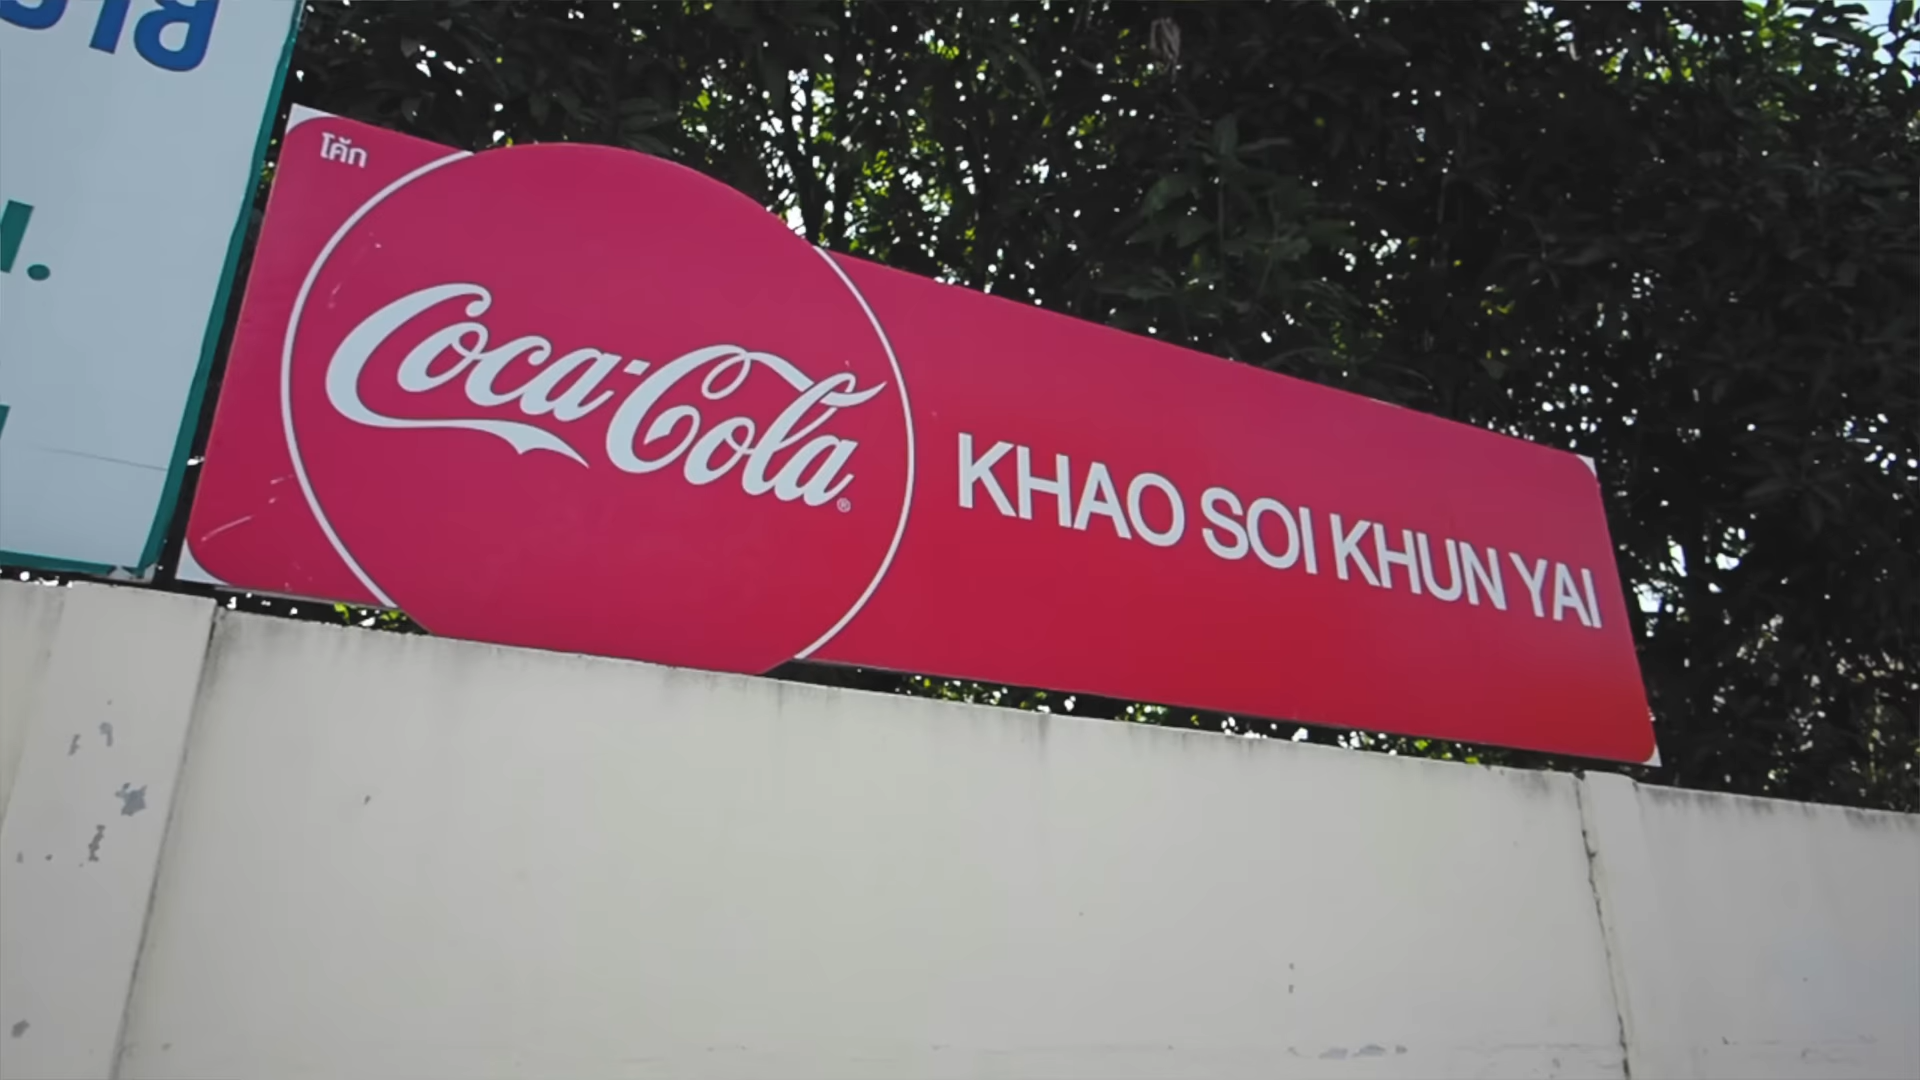 โค้ก
Coca-Cola
KHAO SOI KHUN YAI